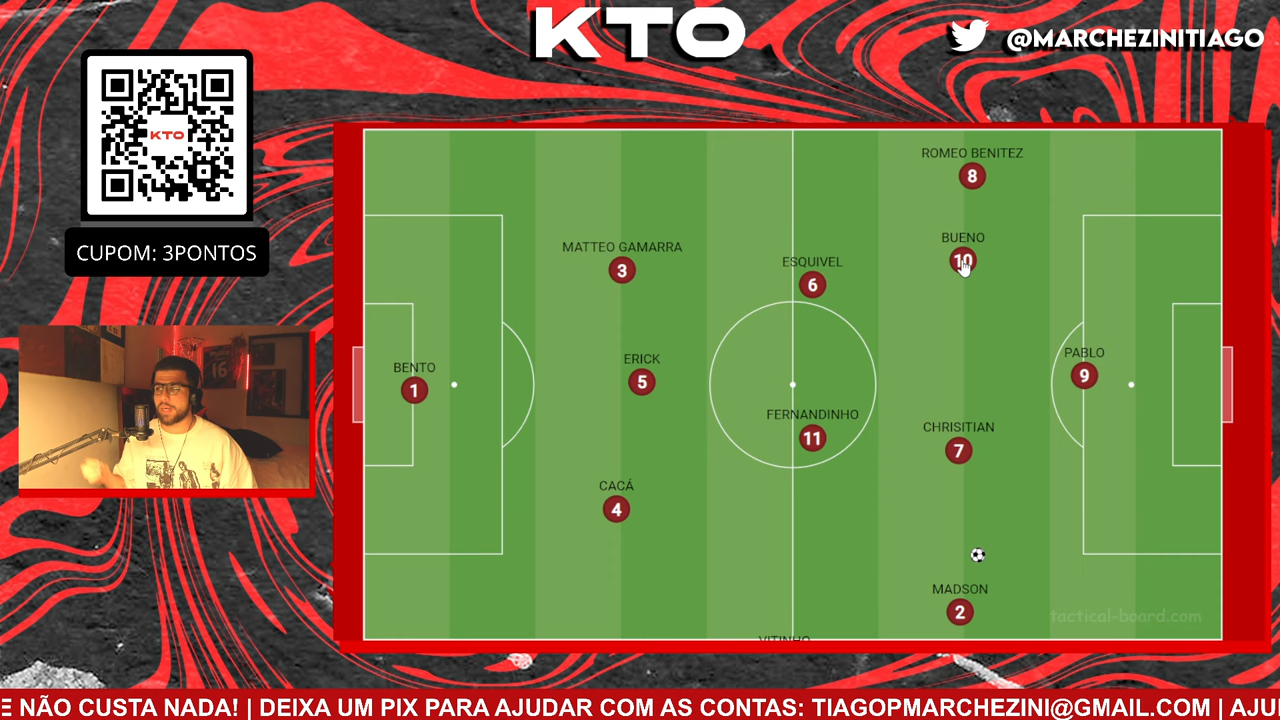 KTO
@MARCHEZINITIAGO
KTO
CUPOM: 3PONTOS
ROMEO BENITEZ
8
BUENO
10
MATTEO GAMARRA
3
ESQUIVEL
6
ERICK
5
PABLO
9
BENTO
1
FERNANDINHO
11
CHRISITIAN
7
CACÁ
4
MADSON
2
tactical-board.com
VITINHO
16
E NÃO CUSTA NADA! | DEIXA UM PIX PARA AJUDAR COM AS CONTAS: TIAGOPMARCHEZINI@GMAIL.COM | AJU